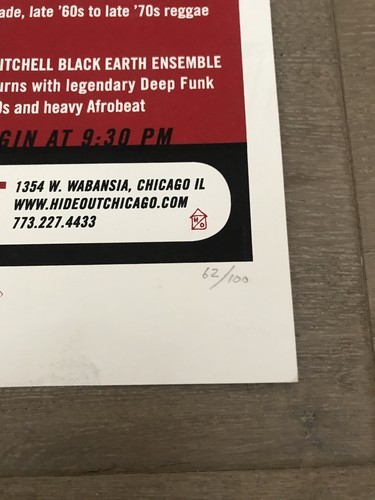 ade, late '60s to late '70s reggae
ITCHELL BLACK EARTH ENSEMBLE
urns with legendary Deep Funk
0s and heavy Afrobeat
GIN AT 9:30 PM
1354 W. WABANSIA, CHICAGO IL
WWW.HIDEOUTCHICAGO.COM
773.227.4433
H/O
62/100